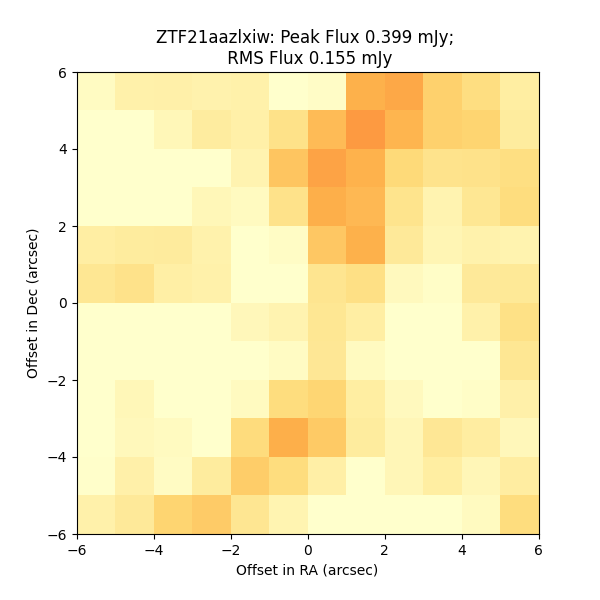 ZTF21aazlxiw: Peak Flux 0.399 mJy;
RMS Flux 0.155 mJy
6
4
2
0
−2
−4
−6
Offset in Dec (arcsec)
−6 −4 −2 0 2 4 6
Offset in RA (arcsec)